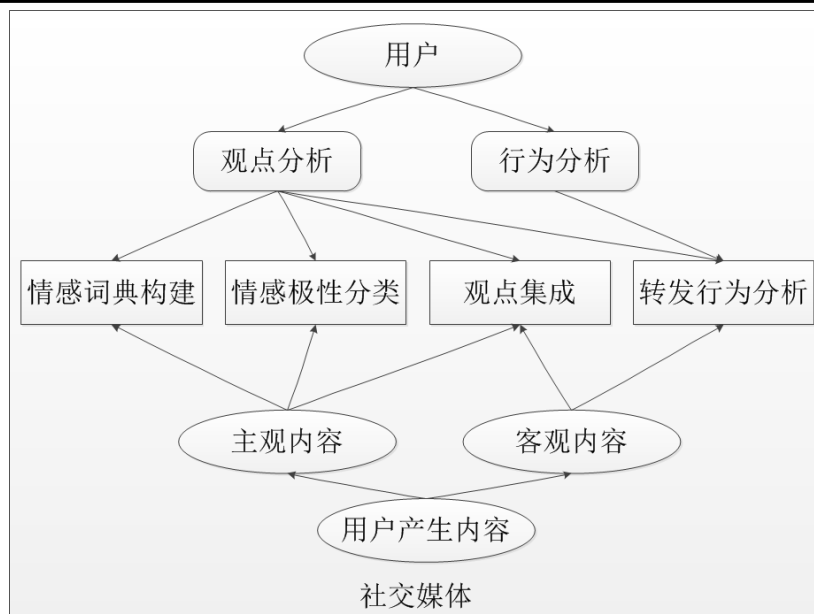 用户
观点分析
行为分析
情感词典构建
情感极性分类
观点集成
转发行为分析
主观内容
客观内容
用户产生内容
社交媒体